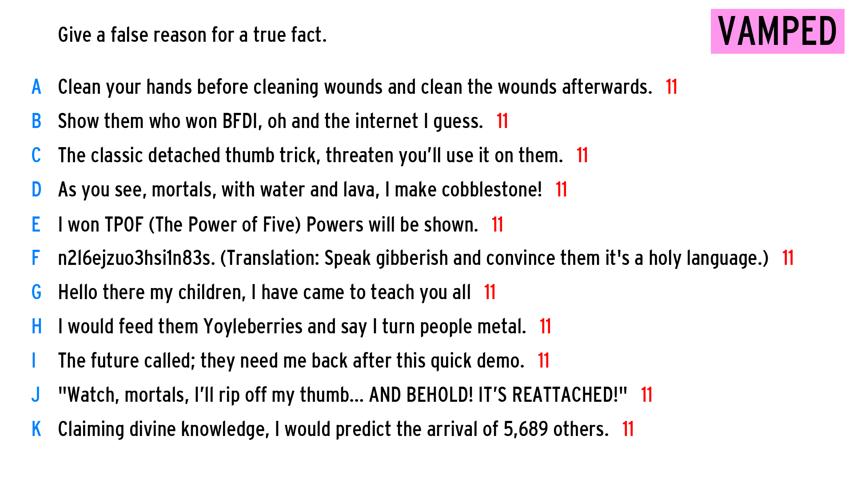 Give a false reason for a true fact.
VAMPED
A Clean your hands before cleaning wounds and clean the wounds afterwards. 11
B Show them who won BFDI, oh and the internet I guess. 11
C The classic detached thumb trick, threaten you'll use it on them. 11
D As you see, mortals, with water and lava, I make cobblestone! 11
E I won TPOF (The Power of Five) Powers will be shown. 11
F n2l6ejzuo3hsi1n83s. (Translation: Speak gibberish and convince them it's a holy language.) 11
G Hello there my children, I have came to teach you all 11
H I would feed them Yoyleberries and say I turn people metal. 11
I The future called; they need me back after this quick demo. 11
J "Watch, mortals, I'll rip off my thumb... AND BEHOLD! IT'S REATTACHED!" 11
K Claiming divine knowledge, I would predict the arrival of 5,689 others. 11